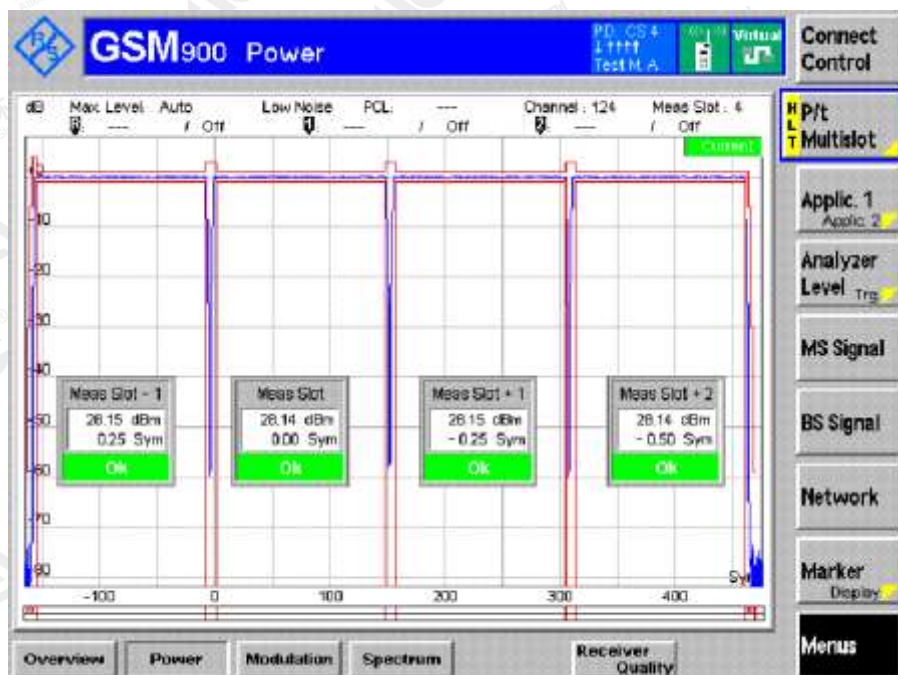 R&S
GSM900 Power
PD: CS 4
Test M. A
Virtual
Connect Control
dB Max. Level: Auto Low Noise PCL: --- Channel : 124 Meas Slot : 4
--- / Off 1 --- / Off 2 --- / Off
Current
-10
-20
-30
-40
-50
-60
-70
-80
Meas Slot - 1
28.15 dBm
0.25 Sym
Ok
Meas Slot
28.14 dBm
0.00 Sym
Ok
Meas Slot + 1
28.15 dBm
- 0.25 Sym
Ok
Meas Slot + 2
28.14 dBm
- 0.50 Sym
Ok
-100 0 100 200 300 400
HLT
P/t Multislot
Applic. 1
Applic. 2
Analyzer Level Trg
MS Signal
BS Signal
Network
Marker
Display
Menus
Overview Power Modulation Spectrum Receiver Quality